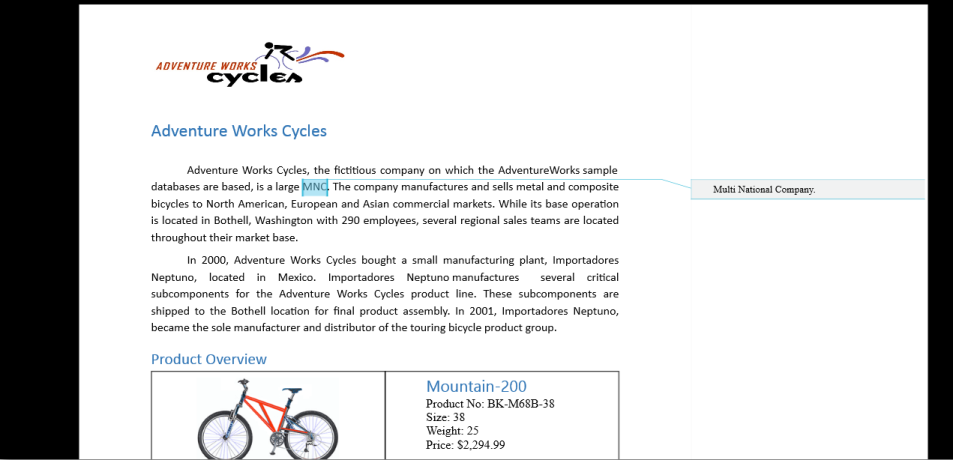 ADVENTURE WORKS
cycles
Adventure Works Cycles
Adventure Works Cycles, the fictitious company on which the AdventureWorks sample
databases are based, is a large MNC. The company manufactures and sells metal and composite
bicycles to North American, European and Asian commercial markets. While its base operation
is located in Bothell, Washington with 290 employees, several regional sales teams are located
throughout their market base.
Multi National Company.
In 2000, Adventure Works Cycles bought a small manufacturing plant, Importadores
Neptuno, located in Mexico. Importadores Neptuno manufactures several critical
subcomponents for the Adventure Works Cycles product line. These subcomponents are
shipped to the Bothell location for final product assembly. In 2001, Importadores Neptuno,
became the sole manufacturer and distributor of the touring bicycle product group.
Product Overview
Mountain-200
Product No: BK-M68B-38
Size: 38
Weight: 25
Price: $2,294.99